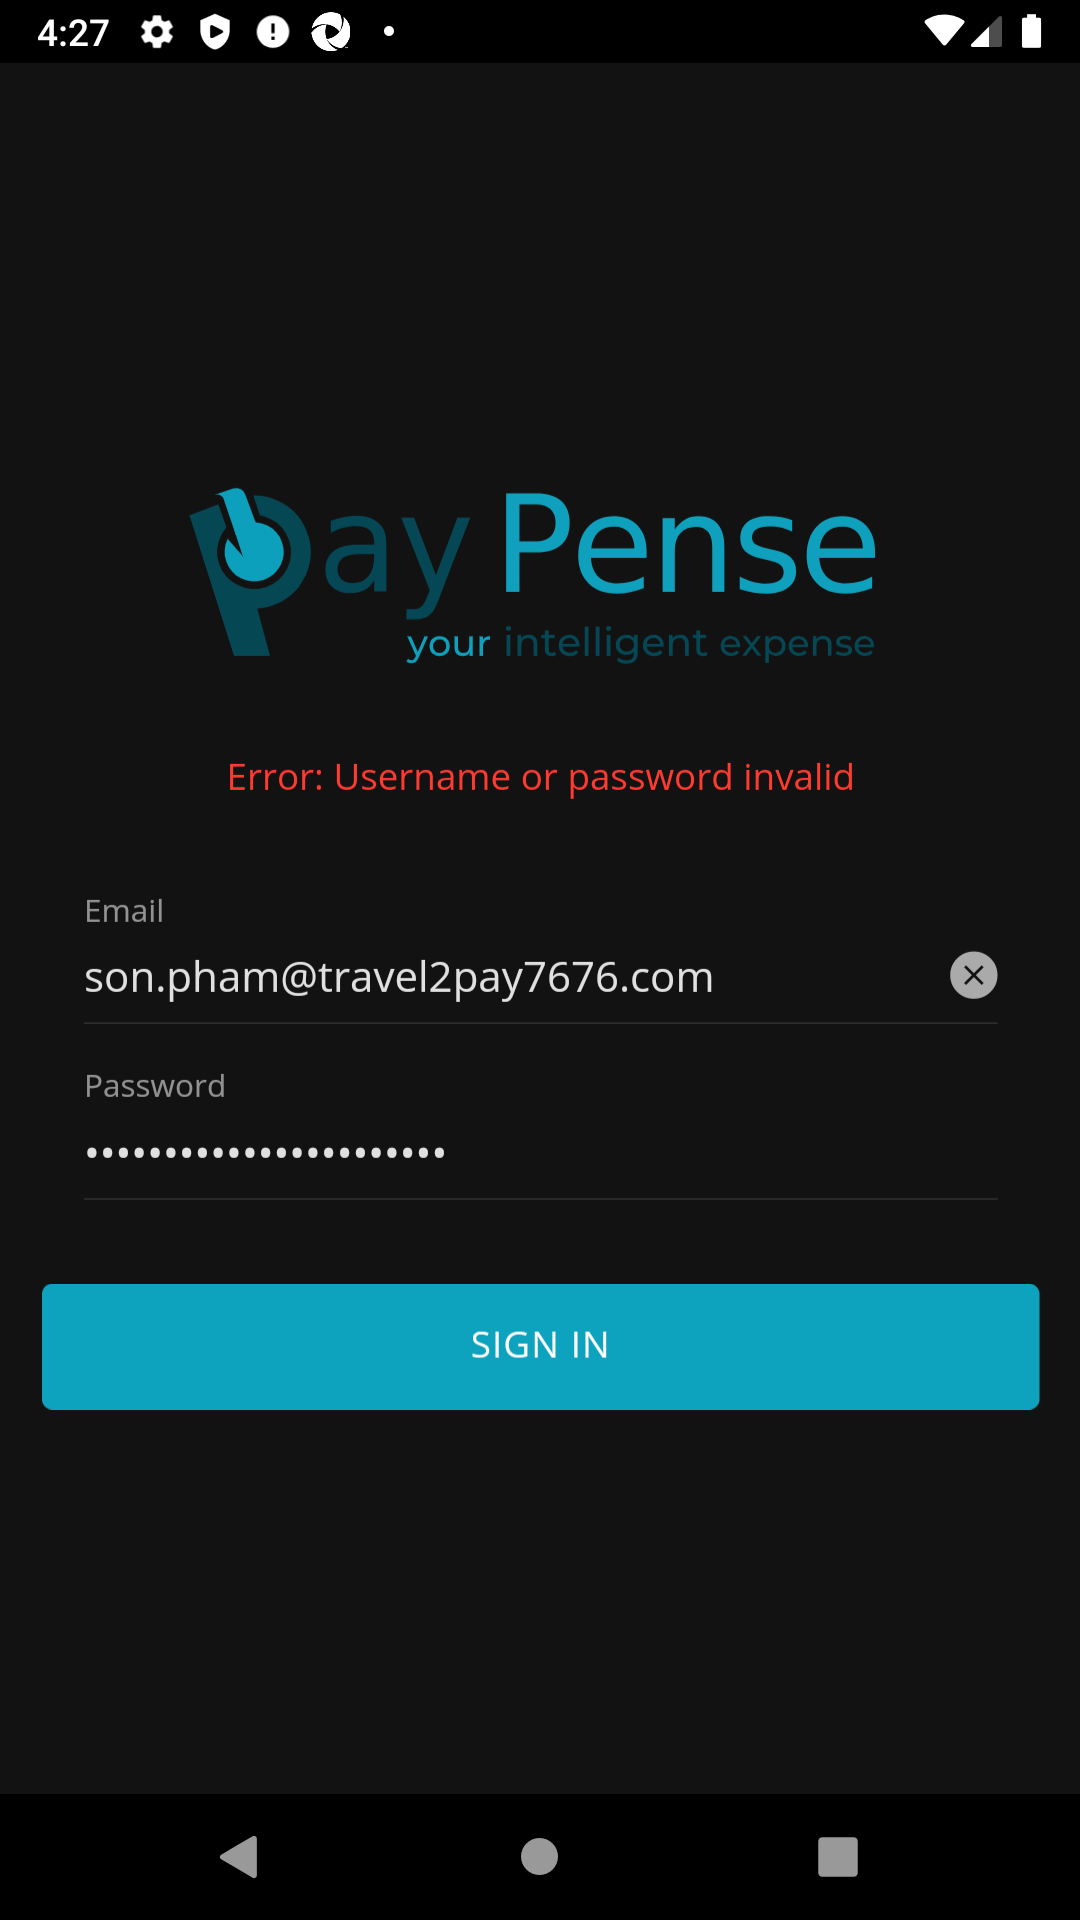 4:27
pay Pense
your intelligent expense
Error: Username or password invalid
Email
son.pham@travel2pay7676.com
Password
•••••••••••••••••••••••
SIGN IN